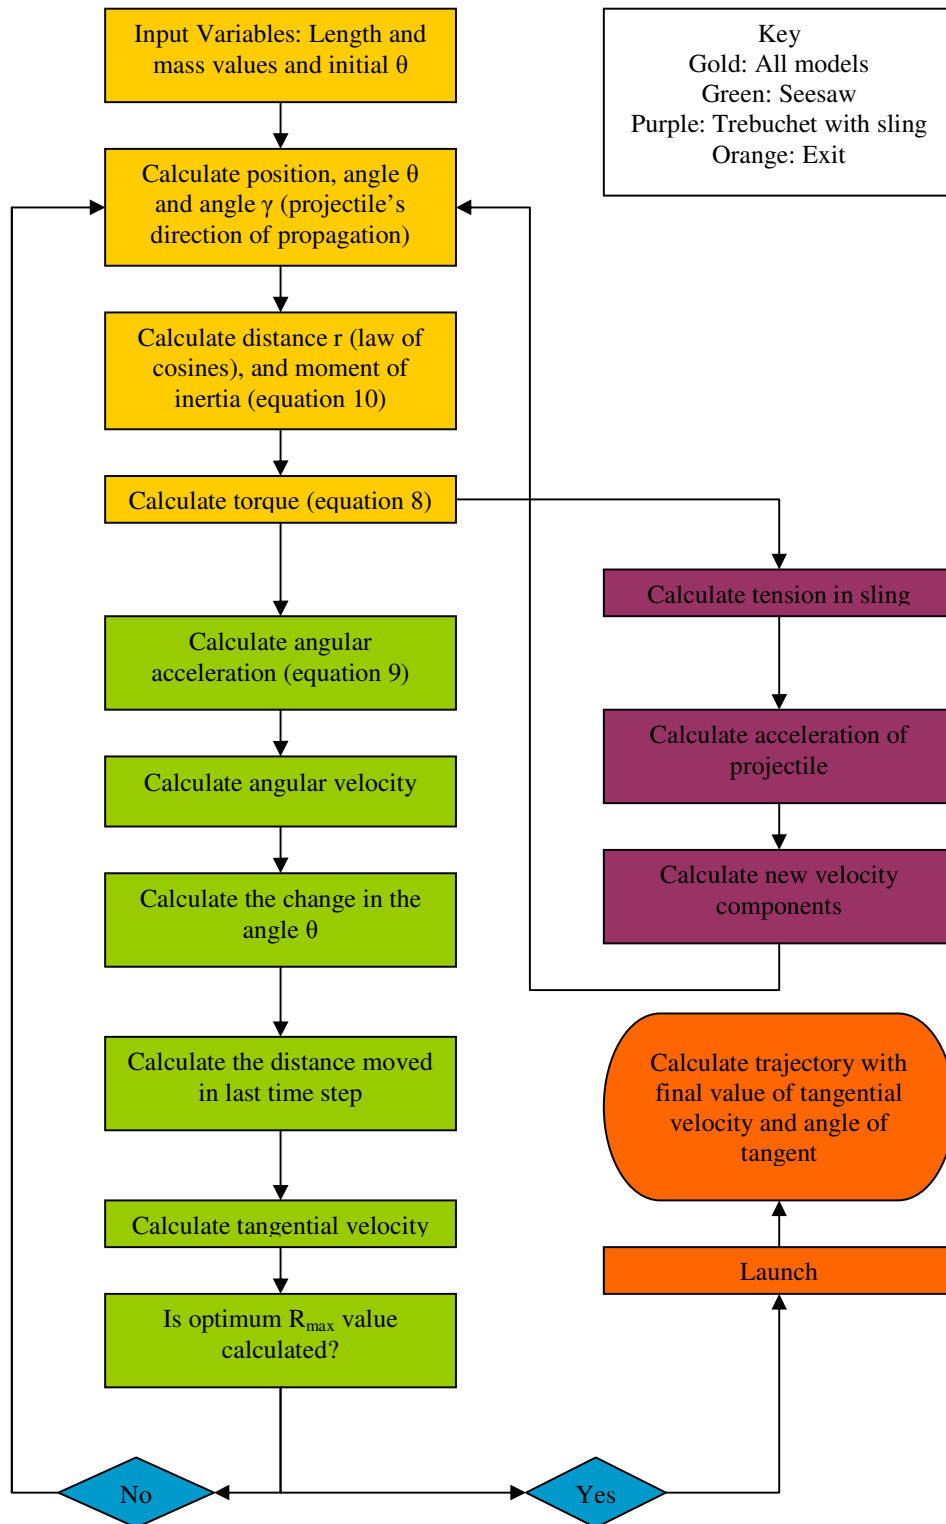 Input Variables: Length and
mass values and initial θ
Key
Gold: All models
Green: Seesaw
Purple: Trebuchet with sling
Orange: Exit
Calculate position, angle θ
and angle γ (projectile’s
direction of propagation)
Calculate distance r (law of
cosines), and moment of
inertia (equation 10)
Calculate torque (equation 8)
Calculate tension in sling
Calculate angular
acceleration (equation 9)
Calculate acceleration of
projectile
Calculate angular velocity
Calculate new velocity
components
Calculate the change in the
angle θ
Calculate the distance moved
in last time step
Calculate trajectory with
final value of tangential
velocity and angle of
tangent
Calculate tangential velocity
Launch
Is optimum Rmax value
calculated?
No
Yes